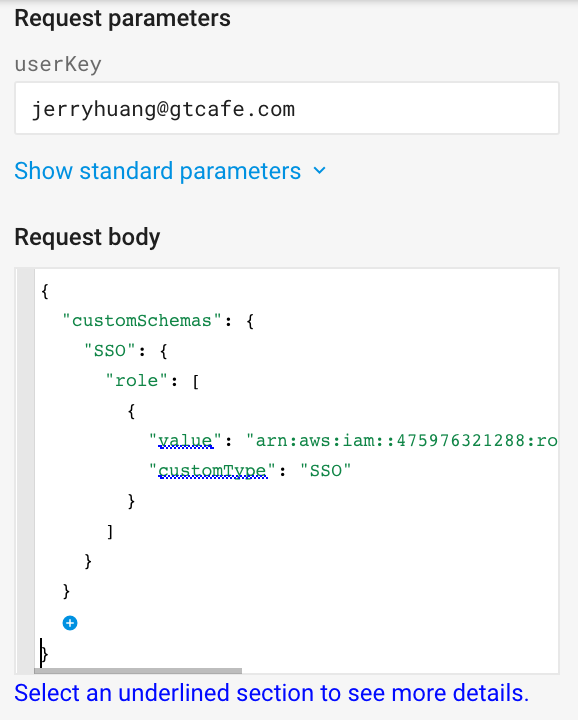 Request parameters
userKey
jerryhuang@gtcafe.com
Show standard parameters
Request body
{
"customSchemas": {
"SSO": {
"role": [
{
"value": "arn:aws:iam::475976321288:ro
"customType": "SSO"
}
]
}
}
}
Select an underlined section to see more details.